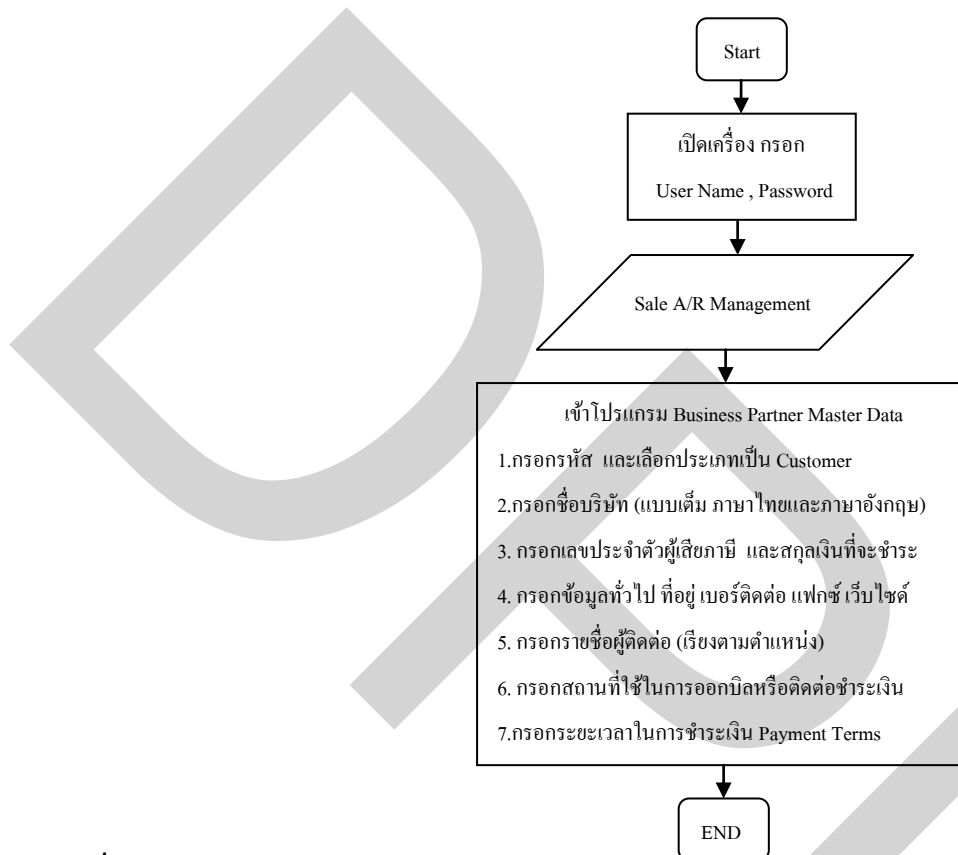 Start
เปิดเครื่อง กรอก
User Name , Password
Sale A/R Management
เข้าโปรแกรม Business Partner Master Data
1.กรอกรหัส และเลือกประเภทเป็น Customer
2.กรอกชื่อบริษัท (แบบเต็ม ภาษาไทยและภาษาอังกฤษ)
3. กรอกเลขประจำตัวผู้เสียภาษี และสกุลเงินที่จะชำระ
4. กรอกข้อมูลทั่วไป ที่อยู่ เบอร์ติดต่อ แฟกซ์ เว็บไซด์
5. กรอกรายชื่อผู้ติดต่อ (เรียงตามตำแหน่ง)
6. กรอกสถานที่ใช้ในการออกบิลหรือติดต่อชำระเงิน
7.กรอกระยะเวลาในการชำระเงิน Payment Terms
END